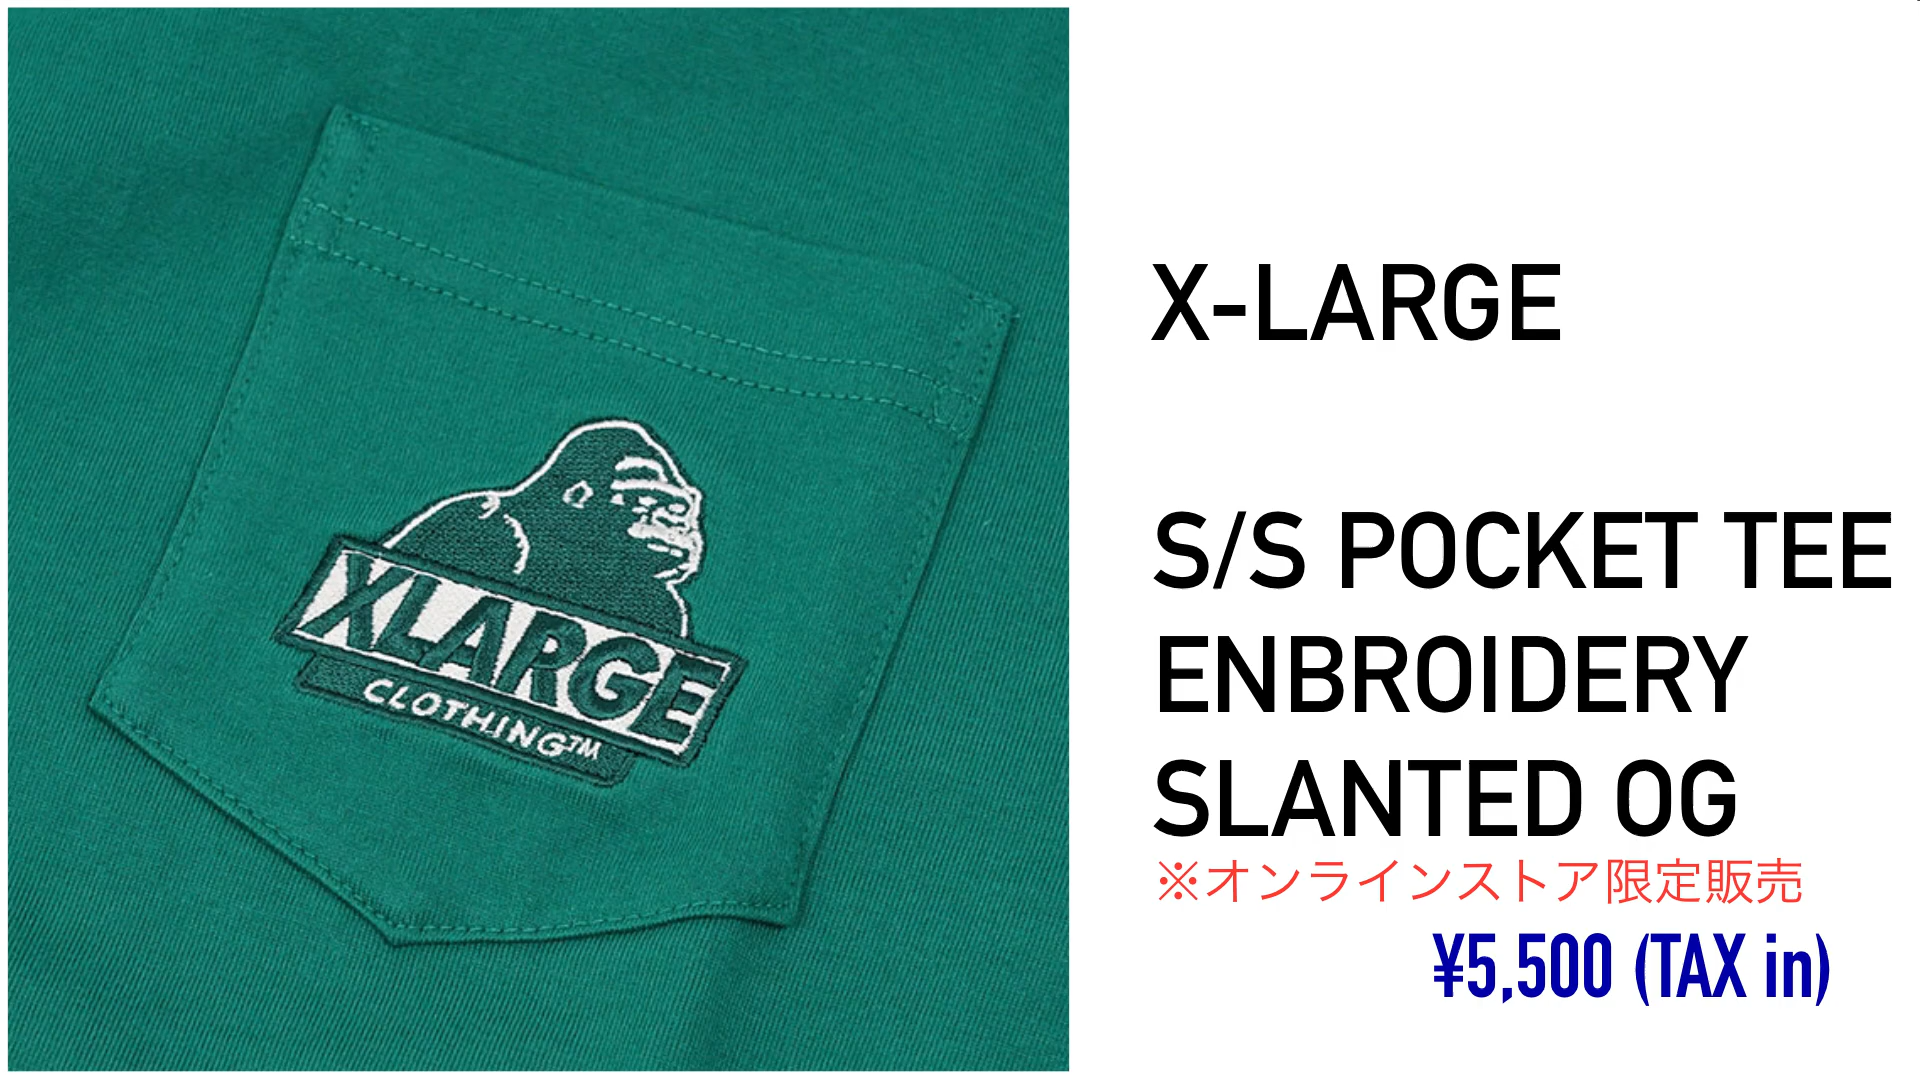 XLARGE
CLOTHING™
X-LARGE
S/S POCKET TEE
ENBROIDERY
SLANTED OG
※オンラインストア限定販売
¥5,500 (TAX in)